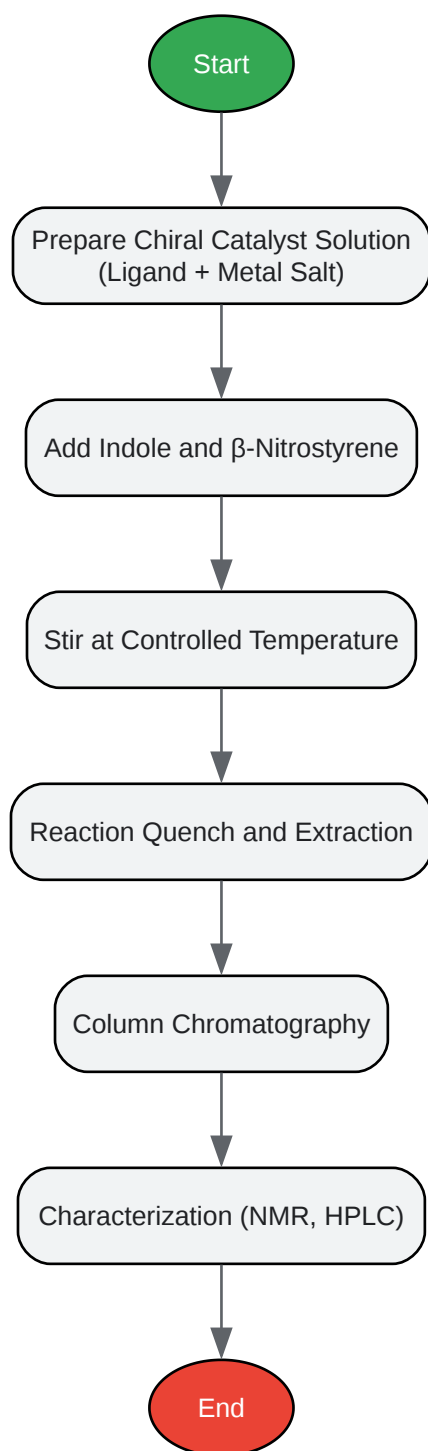 Start
Prepare Chiral Catalyst Solution
(Ligand + Metal Salt)
Add Indole and β-Nitrostyrene
Stir at Controlled Temperature
Reaction Quench and Extraction
Column Chromatography
Characterization (NMR, HPLC)
End